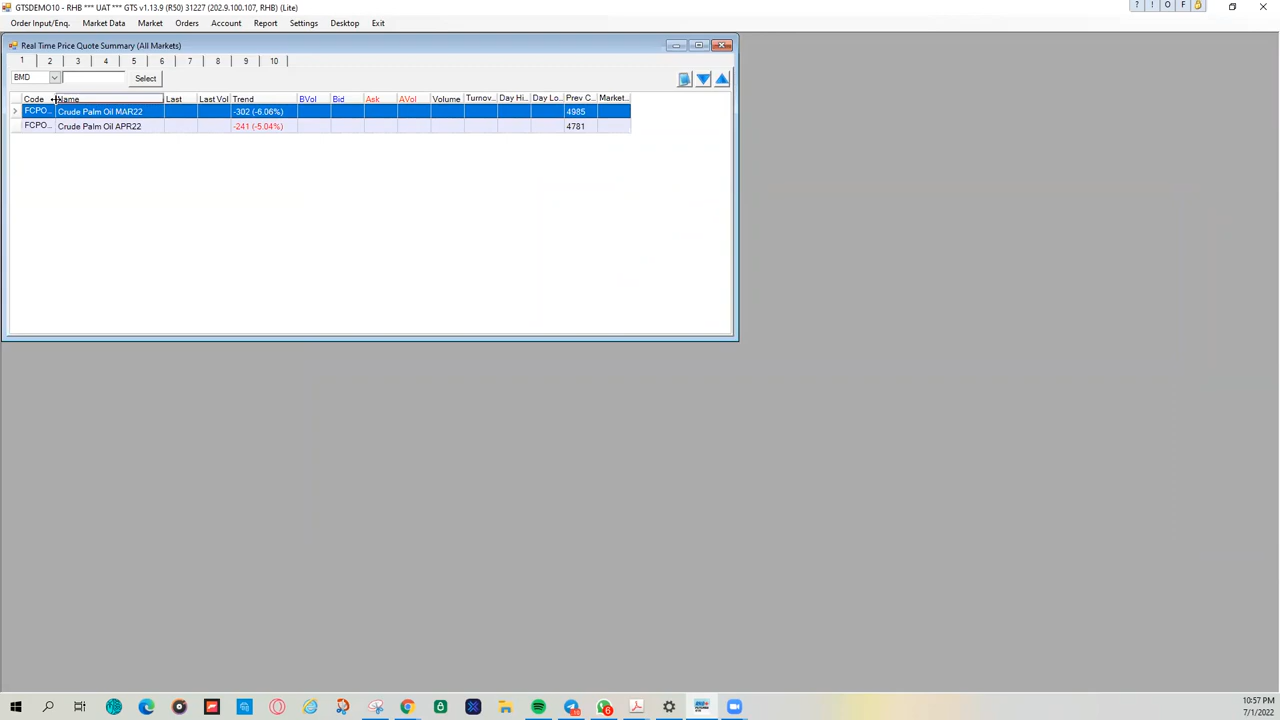 GTSDEMO10 - RHB *** UAT *** GTS v1.13.9 (R50) 31227 (202.9.100.107, RHB) (Lite)
? ! O F
Order Input/Enq. Market Data Market Orders Account Report Settings Desktop Exit
Real Time Price Quote Summary (All Markets)
1 2 3 4 5 6 7 8 9 10
BMD Select
Code Name Last Last Vol Trend BVol Bid Ask AVol Volume Turnov... Day Hi... Day Lo... Prev C... Market...
FCPO... Crude Palm Oil MAR22 -302 (-6.06%) 4985
FCPO... Crude Palm Oil APR22 -241 (-5.04%) 4781
6
10:57 PM
7/1/2022